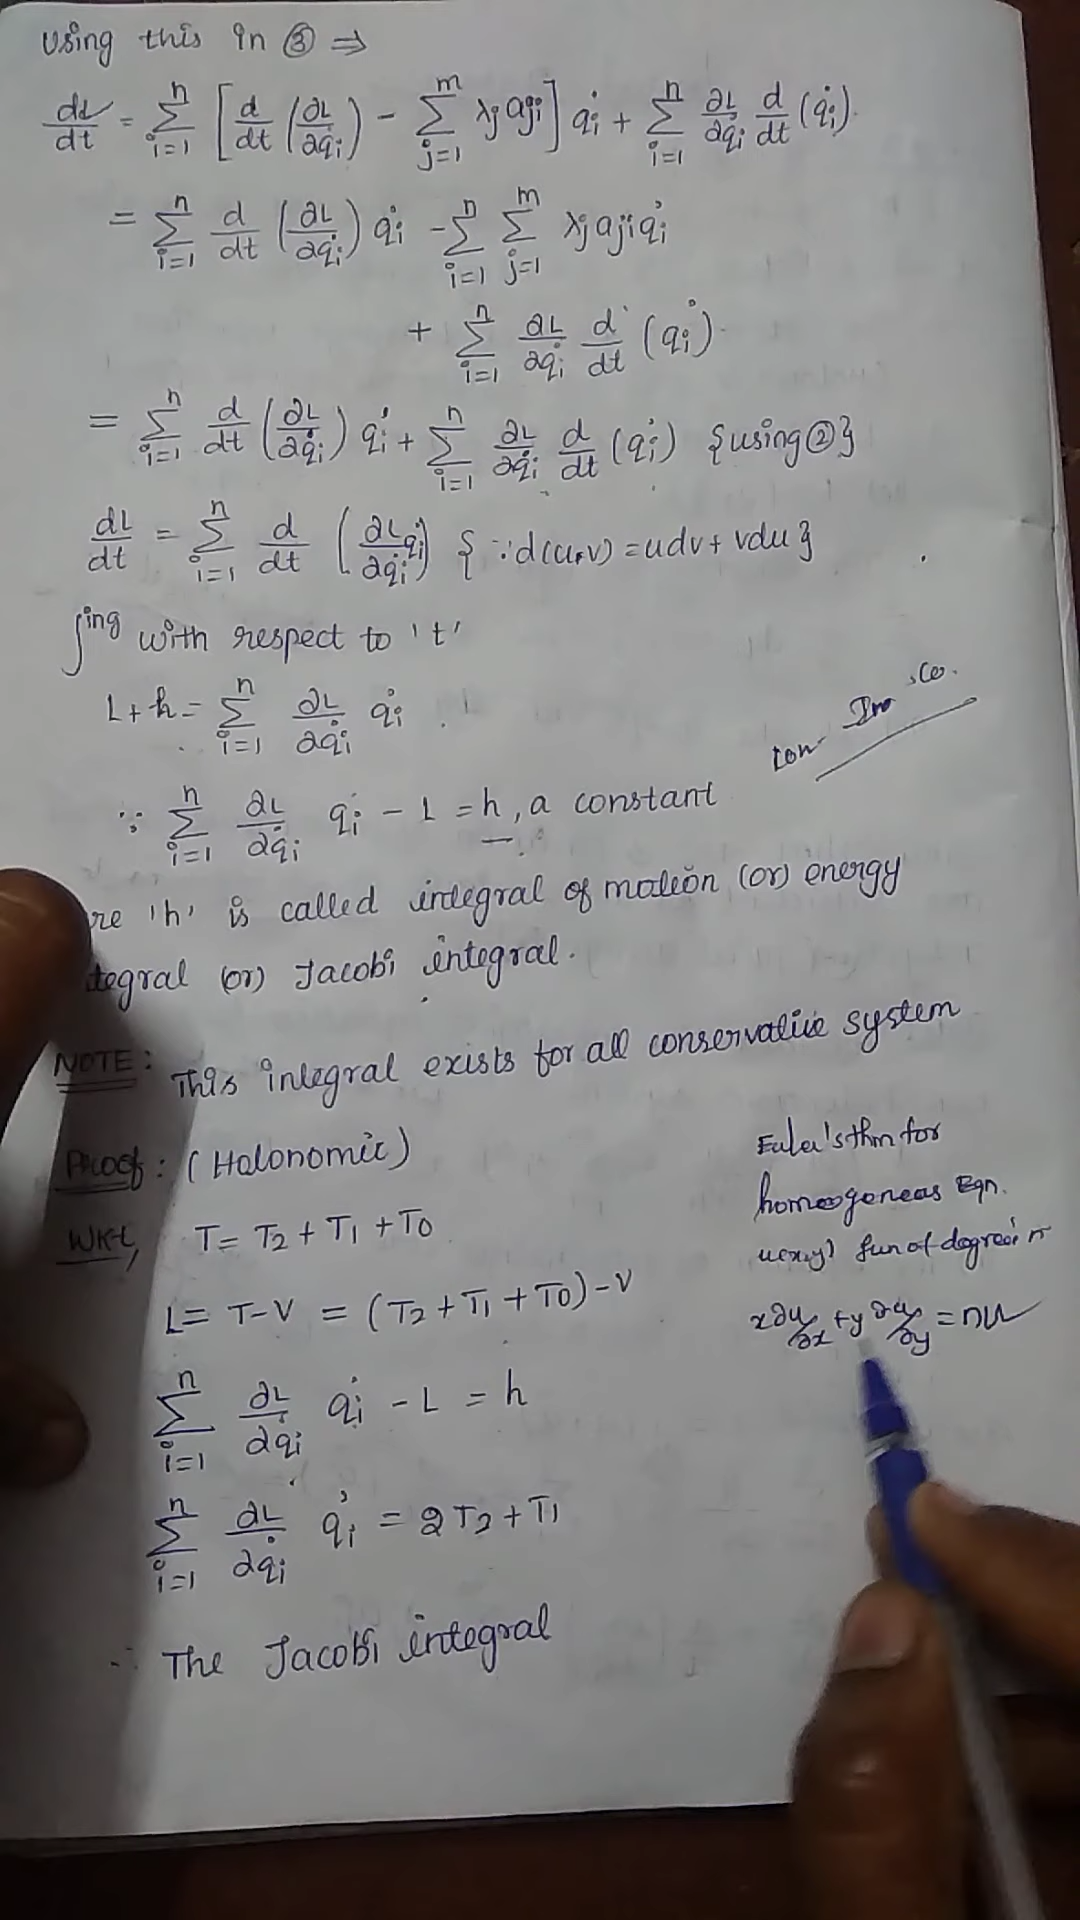 Using this in ③ ⇒
dL/dt = Σ_{i=1}^{n} [d/dt (∂L/∂q̇i) - Σ_{j=1}^{m} λj aji] q̇i + Σ_{i=1}^{n} ∂L/∂q̇i d/dt (q̇i).
= Σ_{i=1}^{n} d/dt (∂L/∂q̇i) q̇i - Σ_{i=1}^{n} Σ_{j=1}^{m} λj aji q̇i
+ Σ_{i=1}^{n} ∂L/∂q̇i d/dt (q̇i)
= Σ_{i=1}^{n} d/dt (∂L/∂q̇i) q̇i + Σ_{i=1}^{n} ∂L/∂q̇i d/dt (q̇i) {using ②}
dL/dt = Σ_{i=1}^{n} d/dt (∂L/∂q̇i q̇i) {∵ d(u,v) = udv + vdu}
∫ing with respect to 't'
L + h = Σ_{i=1}^{n} ∂L/∂q̇i q̇i
∵ Σ_{i=1}^{n} ∂L/∂q̇i q̇i - L = h, a constant
re 'h' is called integral of motion (or) energy
tegral (or) Jacobi integral.
NOTE: This integral exists for all conservative system
Proof: (Holonomic)
WKT, T = T2 + T1 + T0
L = T - V = (T2 + T1 + T0) - V
Σ_{i=1}^{n} ∂L/∂q̇i q̇i - L = h
Σ_{i=1}^{n} ∂L/∂q̇i q̇i = 2T2 + T1
∴ The Jacobi integral
Euler's thm for
homogeneas Eqn.
u(x,y) fun of degree n
x ∂u/∂x + y ∂u/∂y = nu